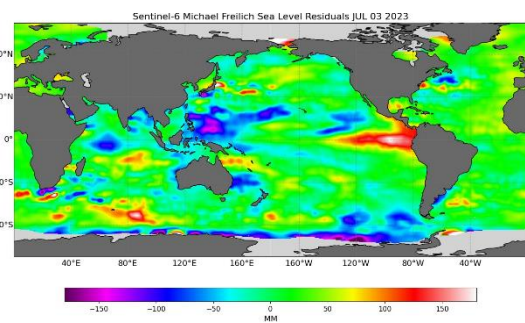 Sentinel-6 Michael Freilich Sea Level Residuals JUL 03 2023
0°
40°E 80°E 120°E 160°E 160°W 120°W 80°W 40°W
−150 −100 −50 0 50 100 150
MM